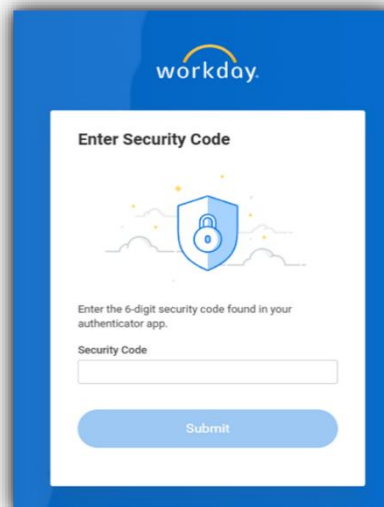 workday.
Enter Security Code
Enter the 6-digit security code found in your
authenticator app.
Security Code
Submit